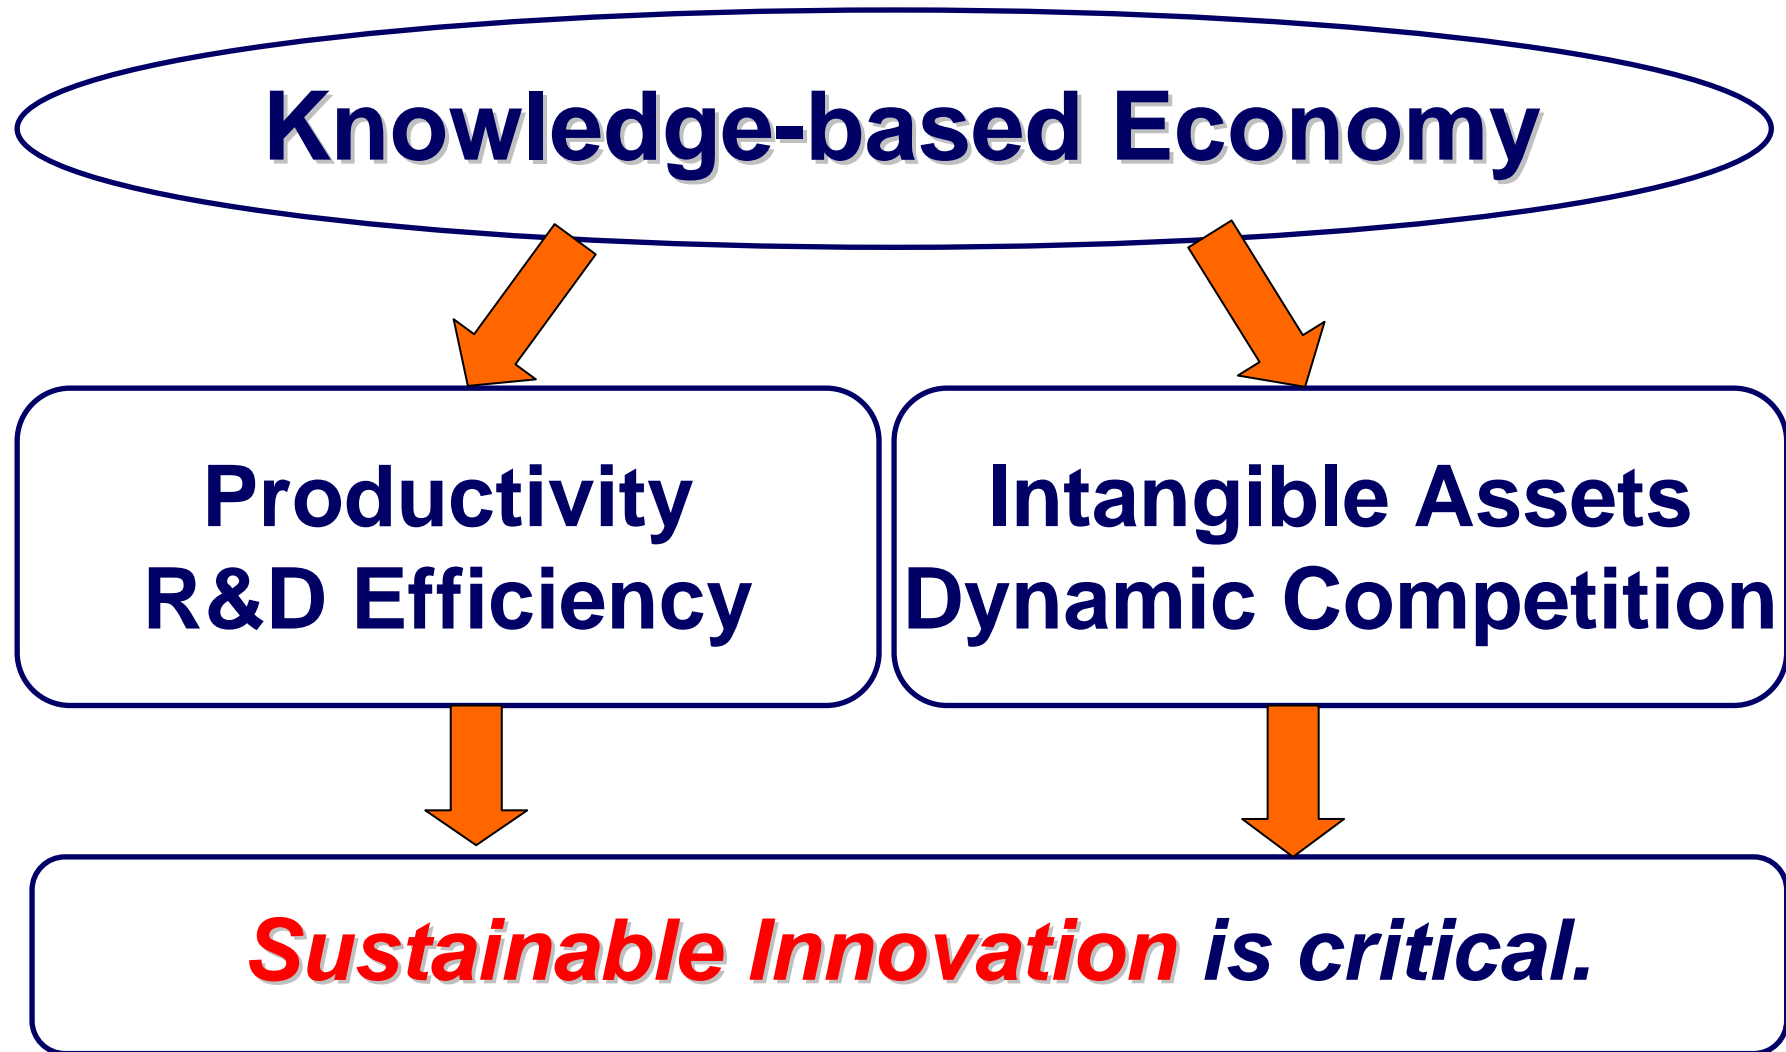 Knowledge-based Economy
Productivity
R&D Efficiency
Intangible Assets
Dynamic Competition
Sustainable Innovation is critical.